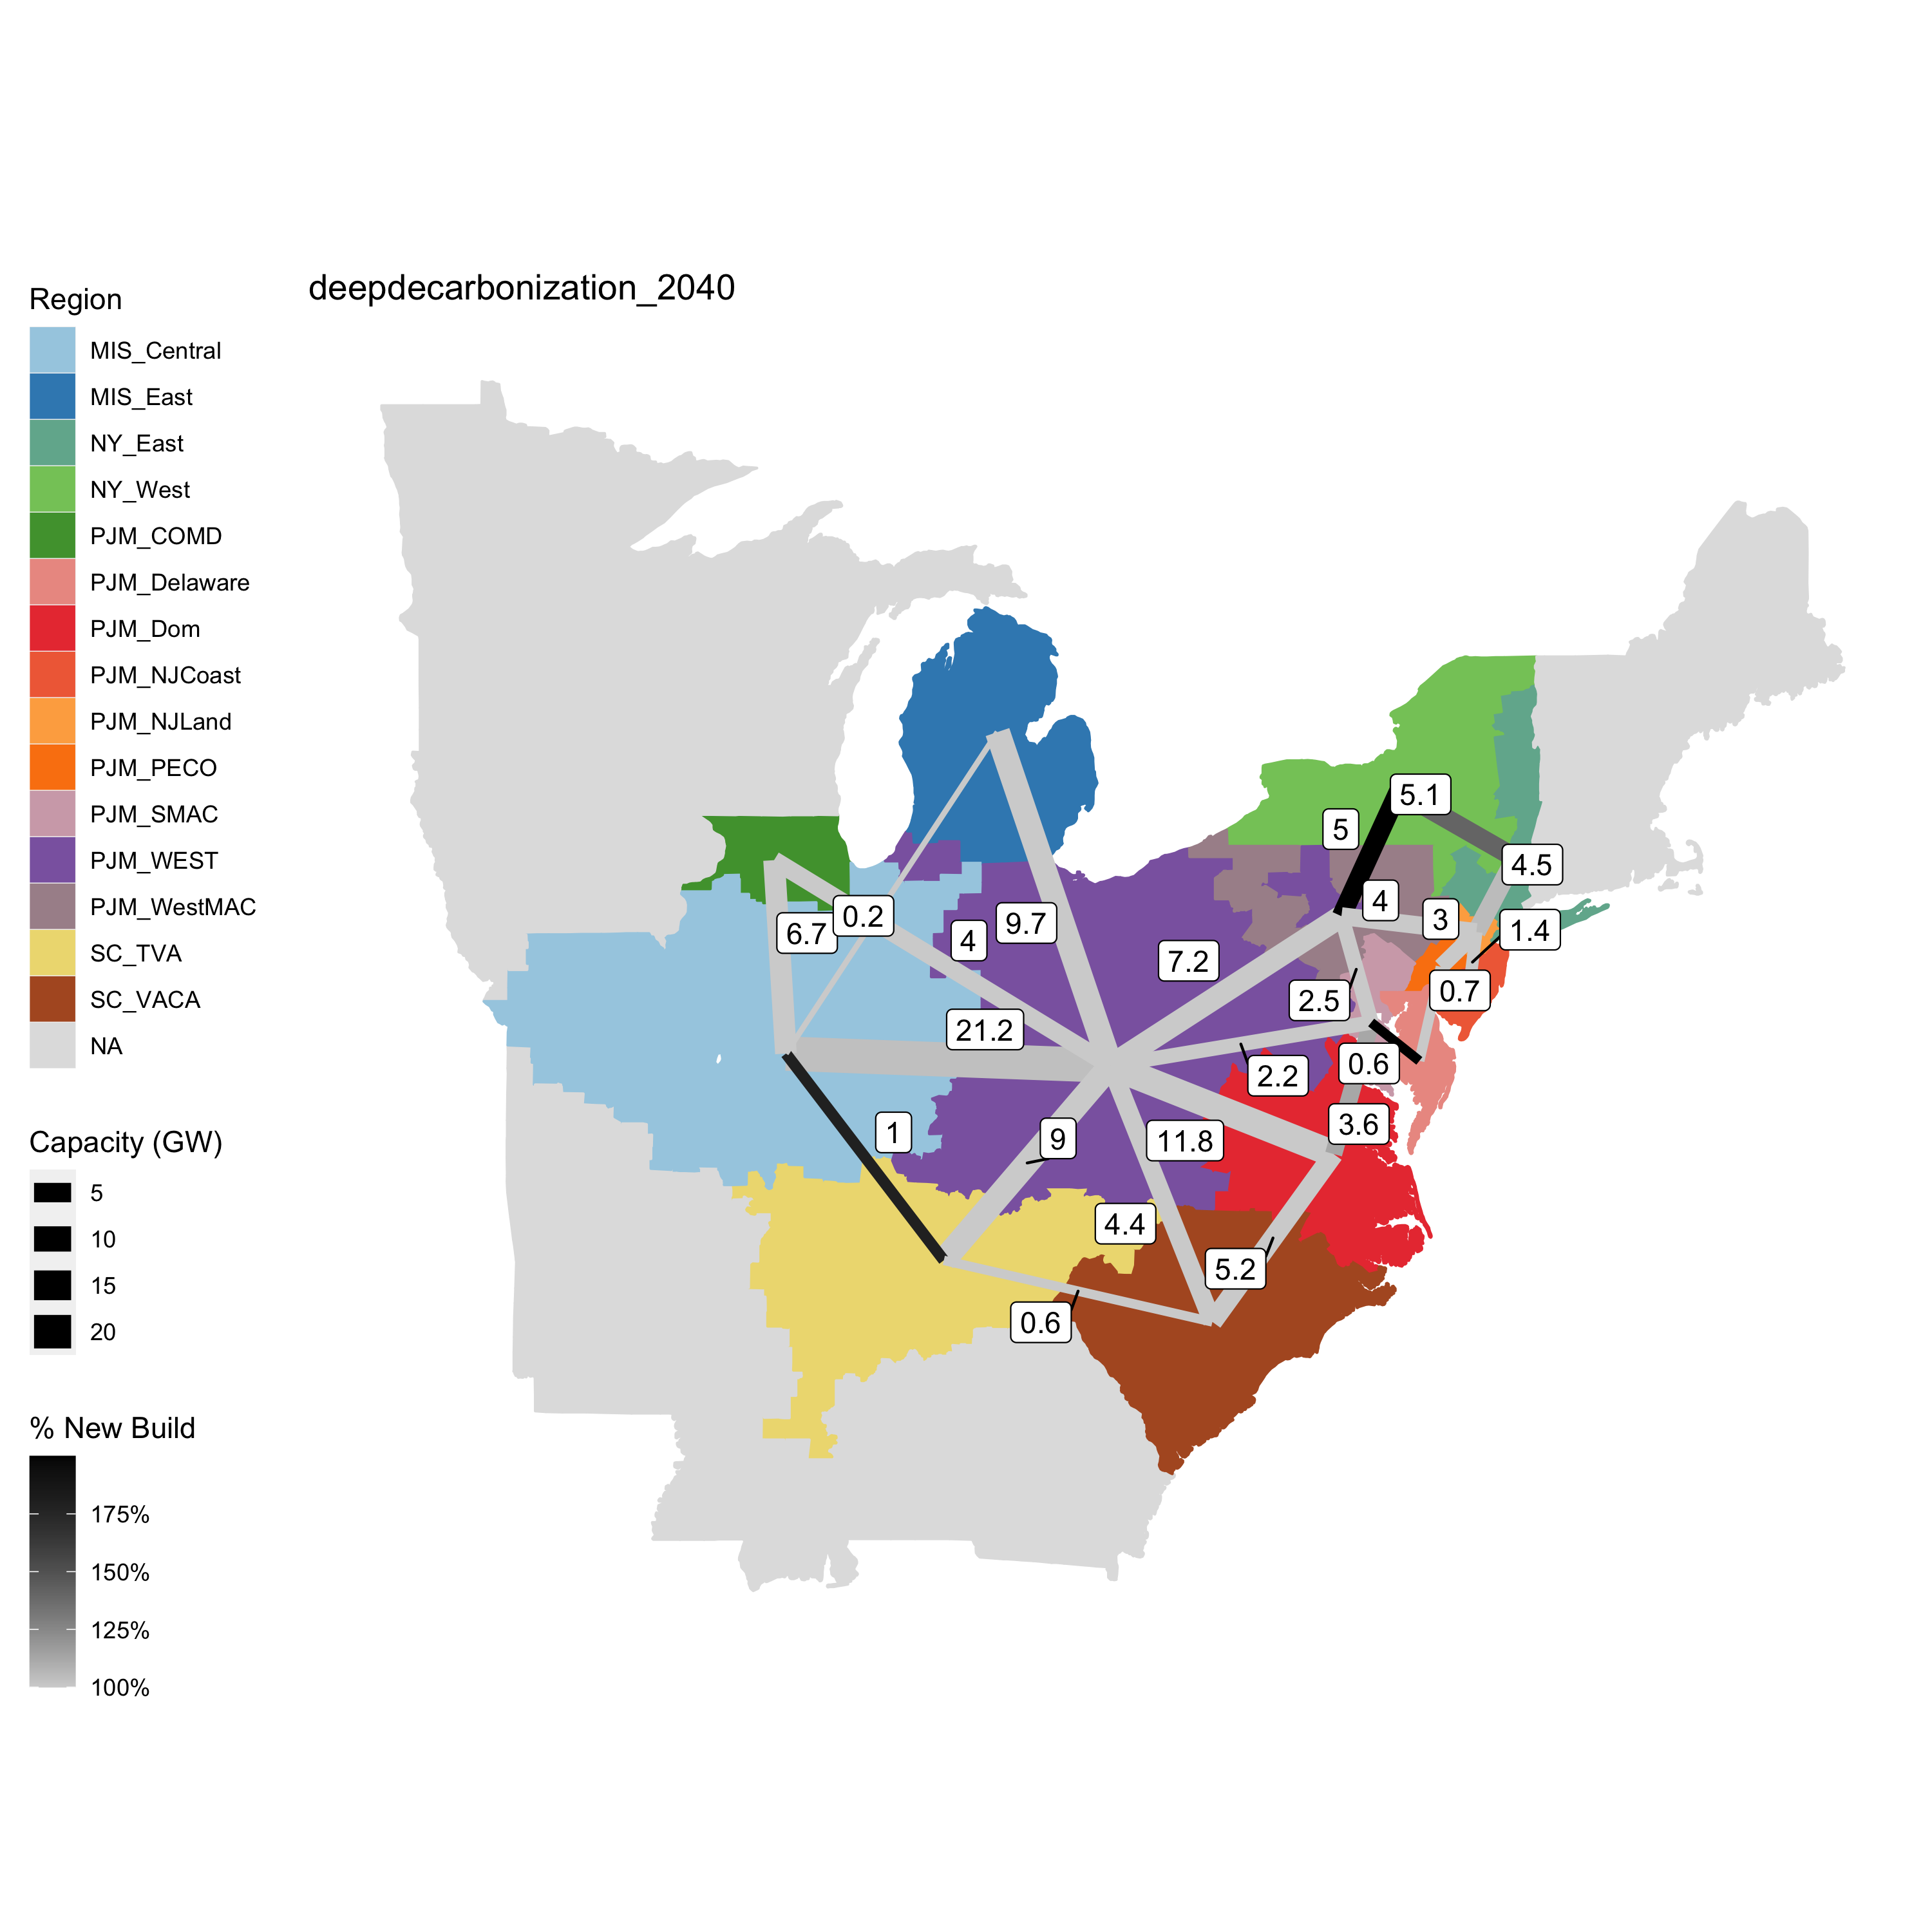 deepdecarbonization_2040
Region
MIS_Central
MIS_East
NY_East
NY_West
PJM_COMD
PJM_Delaware
PJM_Dom
PJM_NJCoast
PJM_NJLand
PJM_PECO
PJM_SMAC
PJM_WEST
PJM_WestMAC
SC_TVA
SC_VACA
NA
Capacity (GW)
5
10
15
20
% New Build
175%
150%
125%
100%
5.1
5
4.5
4
3
1.4
0.2
6.7
4
9.7
7.2
2.5
0.7
21.2
0.6
2.2
3.6
1
9
11.8
4.4
5.2
0.6